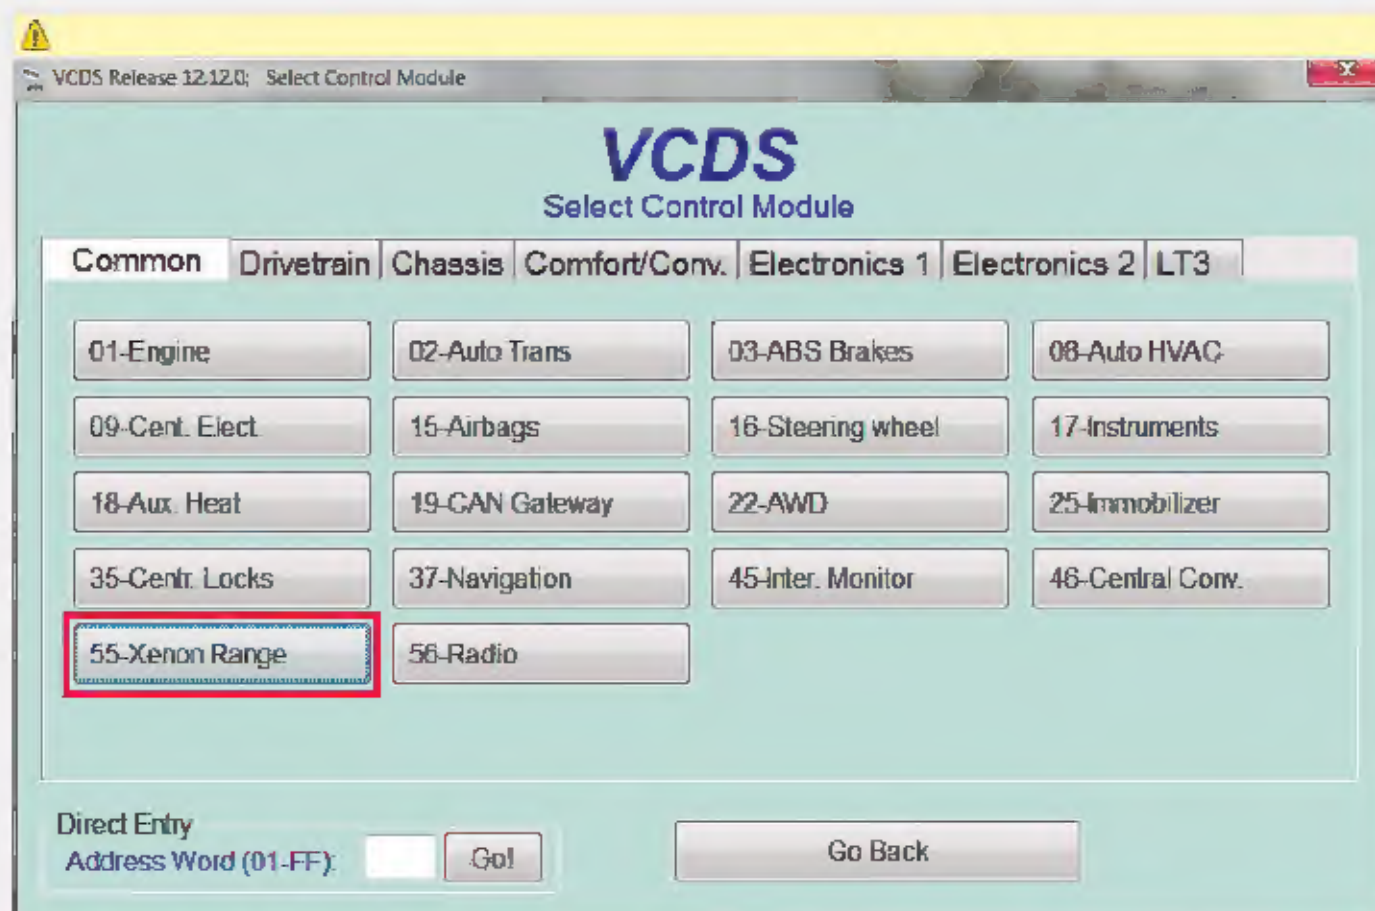 VCDS Release 12.12.0; Select Control Module
VCDS
Select Control Module
Common Drivetrain Chassis Comfort/Conv. Electronics 1 Electronics 2 LT3
01-Engine 02-Auto Trans 03-ABS Brakes 08-Auto HVAC
09-Cent. Elect. 15-Airbags 16-Steering wheel 17-Instruments
18-Aux. Heat 19-CAN Gateway 22-AWD 25-Immobilizer
35-Centr. Locks 37-Navigation 45-Inter. Monitor 46-Central Conv.
55-Xenon Range 56-Radio
Direct Entry
Address Word (01-FF): Go! Go Back